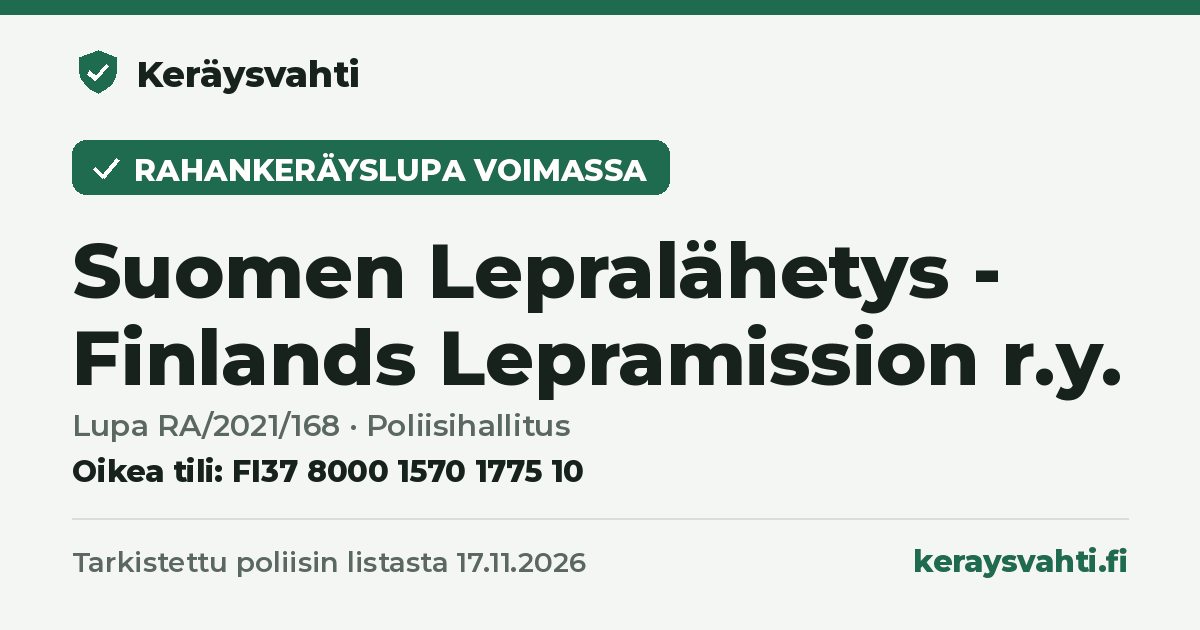 Keräysvahti
RAHANKERÄYSLUPA VOIMASSA
Suomen Lepralähetys -
Finlands Lepramission r.y.
Lupa RA/2021/168 · Poliisihallitus
Oikea tili: FI37 8000 1570 1775 10
Tarkistettu poliisin listasta 17.11.2026
keraysvahti.fi